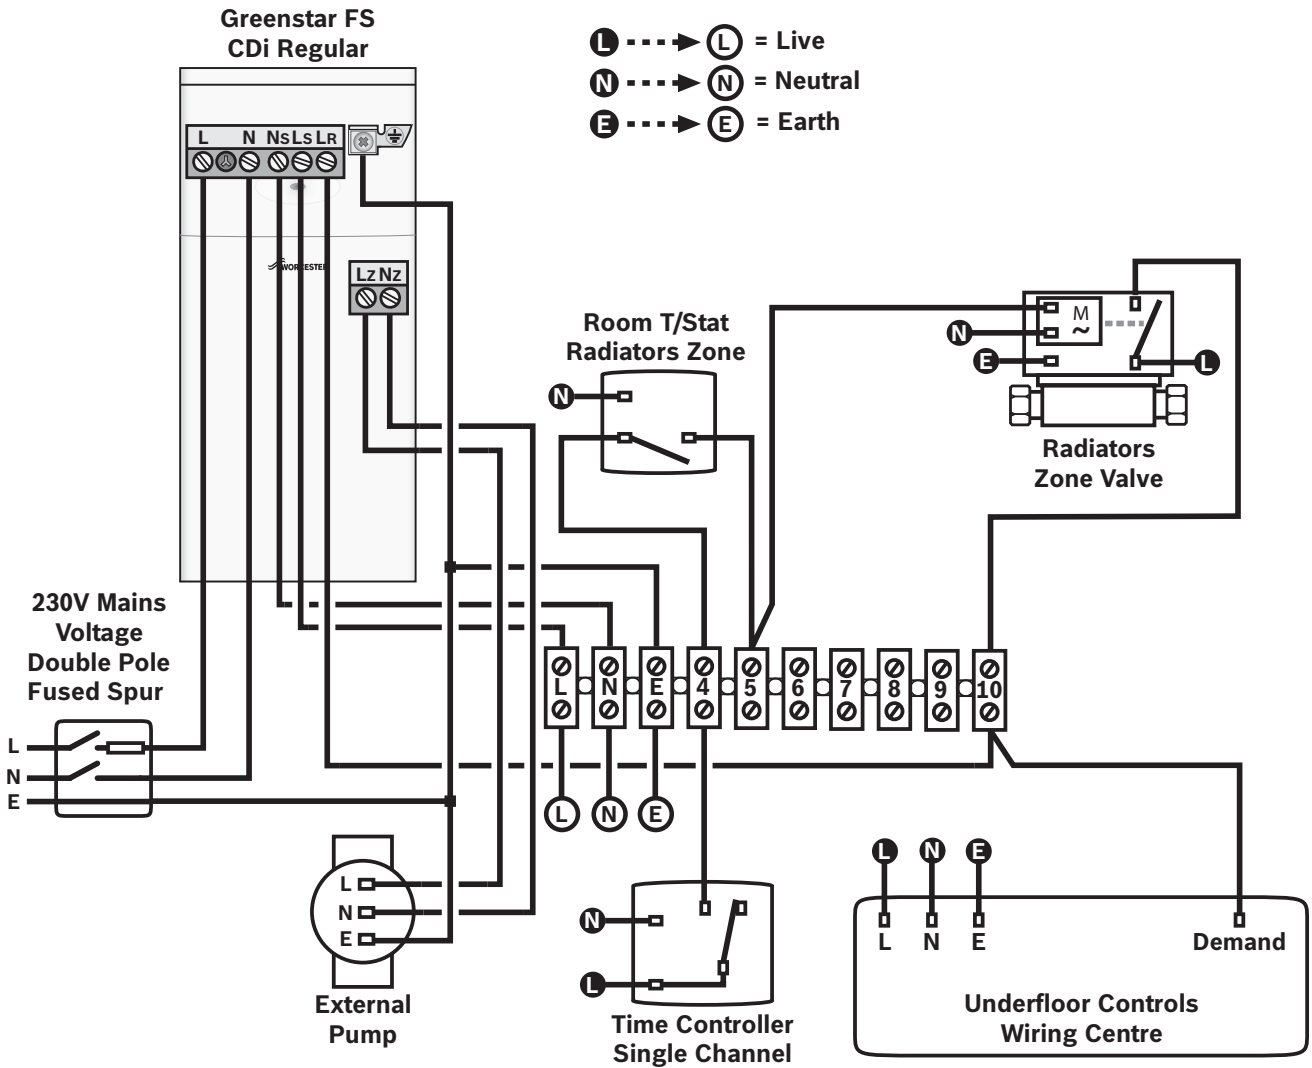 Greenstar FS
CDi Regular
L = Live
L
N = Neutral
N
E = Earth
E
L N NS LS LR
WORCESTER
LZ NZ
Room T/Stat
Radiators Zone
N
M
~
N
E
L
Radiators
Zone Valve
230V Mains
Voltage
Double Pole
Fused Spur
L
N
E
L N E 4 5 6 7 8 9 10
L N E
L
N
E
External
Pump
N
L
Time Controller
Single Channel
L N E
L N E Demand
Underfloor Controls
Wiring Centre